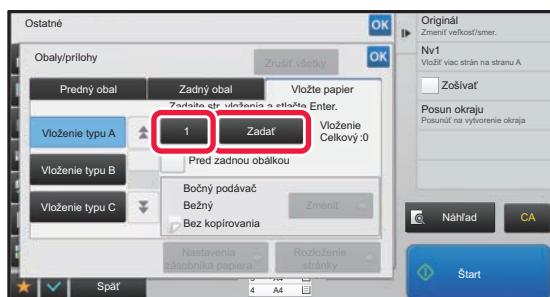 Ostatné
OK
Obaly/prílohy
Zrušiť všetky
OK
Predný obal
Zadný obal
Vložte papier
Zadajte str. vloženia a stlačte Enter.
Vloženie typu A
1
Zadať
Vloženie
Celkový:0
Vloženie typu B
Pred zadnou obálkou
Vloženie typu C
Bočný podávač
Bežný
Zmeniť
Bez kopírovania
Nastavenia
zásobníka papiera
Rozloženie
stránky
Späť
4 A4
Originál
Zmeniť veľkosť/smer.
Nv1
Vložiť viac strán na stranu A
Zošívať
Posun okraju
Posunúť na vytvorenie okraja
Náhľad
CA
Štart